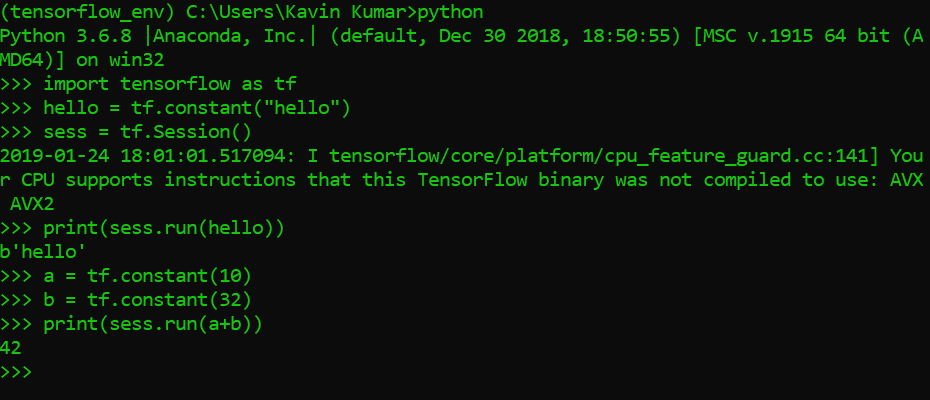 (tensorflow_env) C:\Users\Kavin Kumar>python
Python 3.6.8 |Anaconda, Inc.| (default, Dec 30 2018, 18:50:55) [MSC v.1915 64 bit (A
MD64)] on win32
>>> import tensorflow as tf
>>> hello = tf.constant("hello")
>>> sess = tf.Session()
2019-01-24 18:01:01.517094: I tensorflow/core/platform/cpu_feature_guard.cc:141] You
r CPU supports instructions that this TensorFlow binary was not compiled to use: AVX
 AVX2
>>> print(sess.run(hello))
b'hello'
>>> a = tf.constant(10)
>>> b = tf.constant(32)
>>> print(sess.run(a+b))
42
>>>